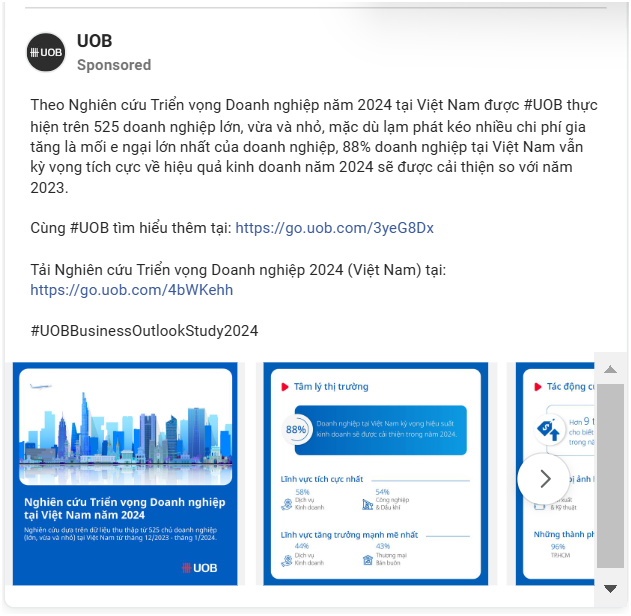 UOB
UOB
Sponsored
Theo Nghiên cứu Triển vọng Doanh nghiệp năm 2024 tại Việt Nam được #UOB thực
hiện trên 525 doanh nghiệp lớn, vừa và nhỏ, mặc dù lạm phát kéo nhiều chi phí gia
tăng là mối e ngại lớn nhất của doanh nghiệp, 88% doanh nghiệp tại Việt Nam vẫn
kỳ vọng tích cực về hiệu quả kinh doanh năm 2024 sẽ được cải thiện so với năm
2023.
Cùng #UOB tìm hiểu thêm tại: https://go.uob.com/3yeG8Dx
Tải Nghiên cứu Triển vọng Doanh nghiệp 2024 (Việt Nam) tại:
https://go.uob.com/4bWKehh
#UOBBusinessOutlookStudy2024
Nghiên cứu Triển vọng Doanh nghiệp
tại Việt Nam năm 2024
Nghiên cứu dựa trên dữ liệu thu thập từ 525 chủ doanh nghiệp
(lớn, vừa và nhỏ) tại Việt Nam từ tháng 12/2023 - tháng 1/2024.
UOB
Tâm lý thị trường
88%
Doanh nghiệp tại Việt Nam kỳ vọng hiệu suất
kinh doanh sẽ được cải thiện trong năm 2024.
Lĩnh vực tích cực nhất
58%
Dịch vụ
Kinh doanh
54%
Công nghiệp
& Dầu khí
Lĩnh vực tăng trưởng mạnh mẽ nhất
44%
Dịch vụ
Kinh doanh
43%
Thương mại
Bán buôn
Tác động
Hơn 9
cho biết
trong
& Kỹ thuật
Những thành ph
96%
TP.HCM